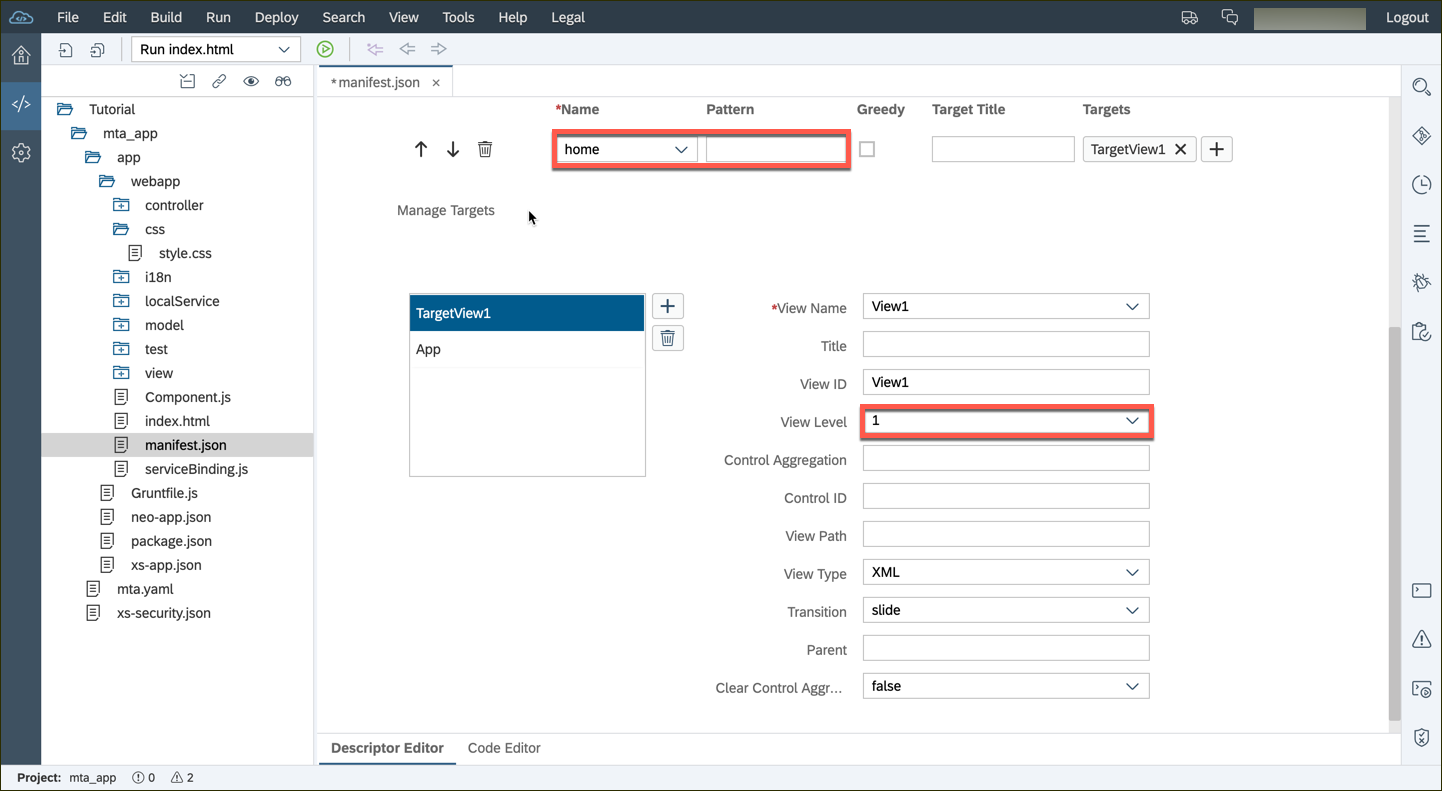 File Edit Build Run Deploy Search View Tools Help Legal Logout
Run index.html
*manifest.json ×
Tutorial
mta_app
app
webapp
controller
css
style.css
i18n
localService
model
test
view
Component.js
index.html
manifest.json
serviceBinding.js
Gruntfile.js
neo-app.json
package.json
xs-app.json
mta.yaml
xs-security.json
*Name Pattern Greedy Target Title Targets
home TargetView1
Manage Targets
TargetView1
App
*View Name View1
Title
View ID View1
View Level 1
Control Aggregation
Control ID
View Path
View Type XML
Transition slide
Parent
Clear Control Aggr... false
Descriptor Editor Code Editor
Project: mta_app 0 2